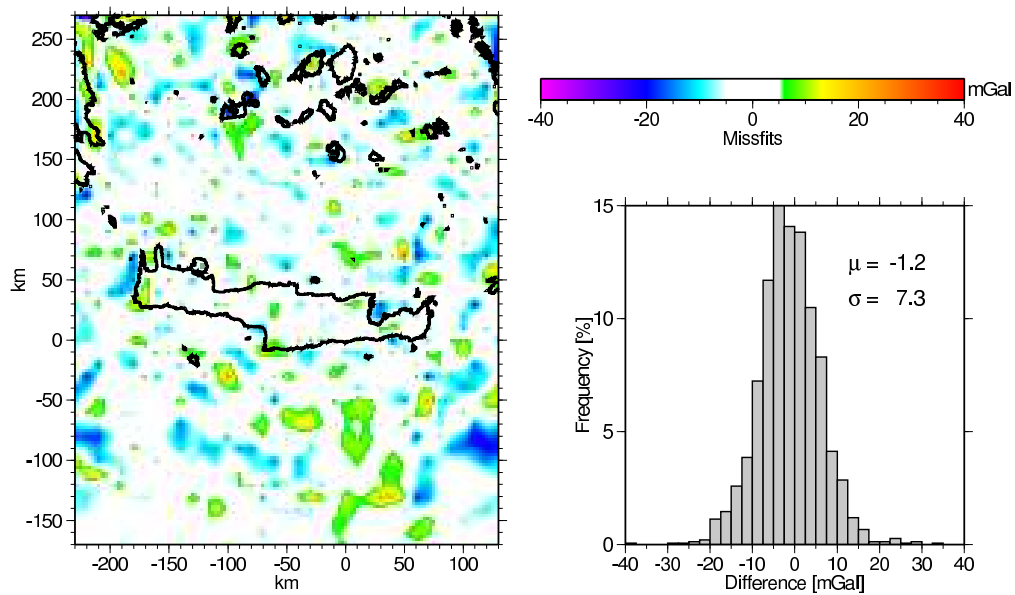 250
200
150
100
50
0
-50
-100
-150
km
-200 -150 -100 -50 0 50 100
km
mGal
-40 -20 0 20 40
Missfits
15
10
5
0
Frequency [%]
μ = -1.2
σ = 7.3
-40 -30 -20 -10 0 10 20 30 40
Difference [mGal]